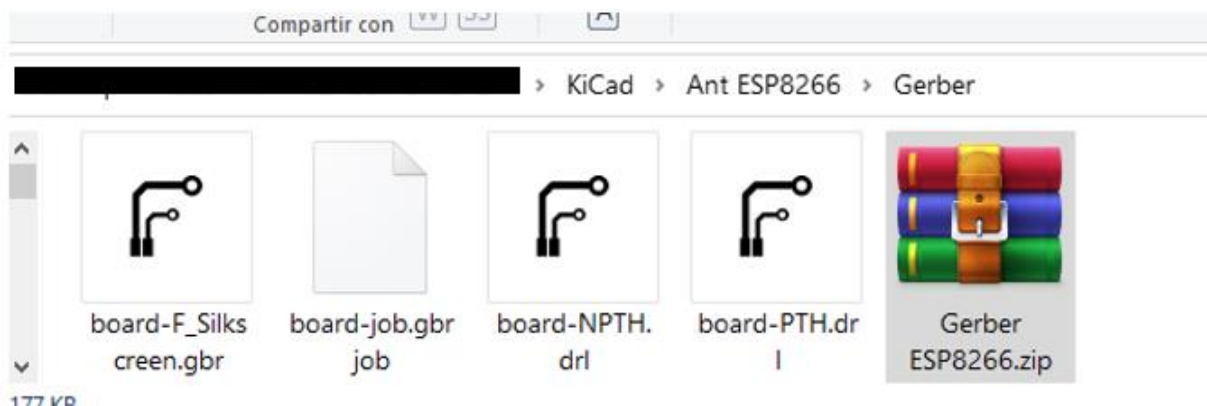 Compartir con
> KiCad > Ant ESP8266 > Gerber
board-F_Silks
creen.gbr
board-job.gbr
job
board-NPTH.
drl
board-PTH.dr
l
Gerber
ESP8266.zip
177 KB